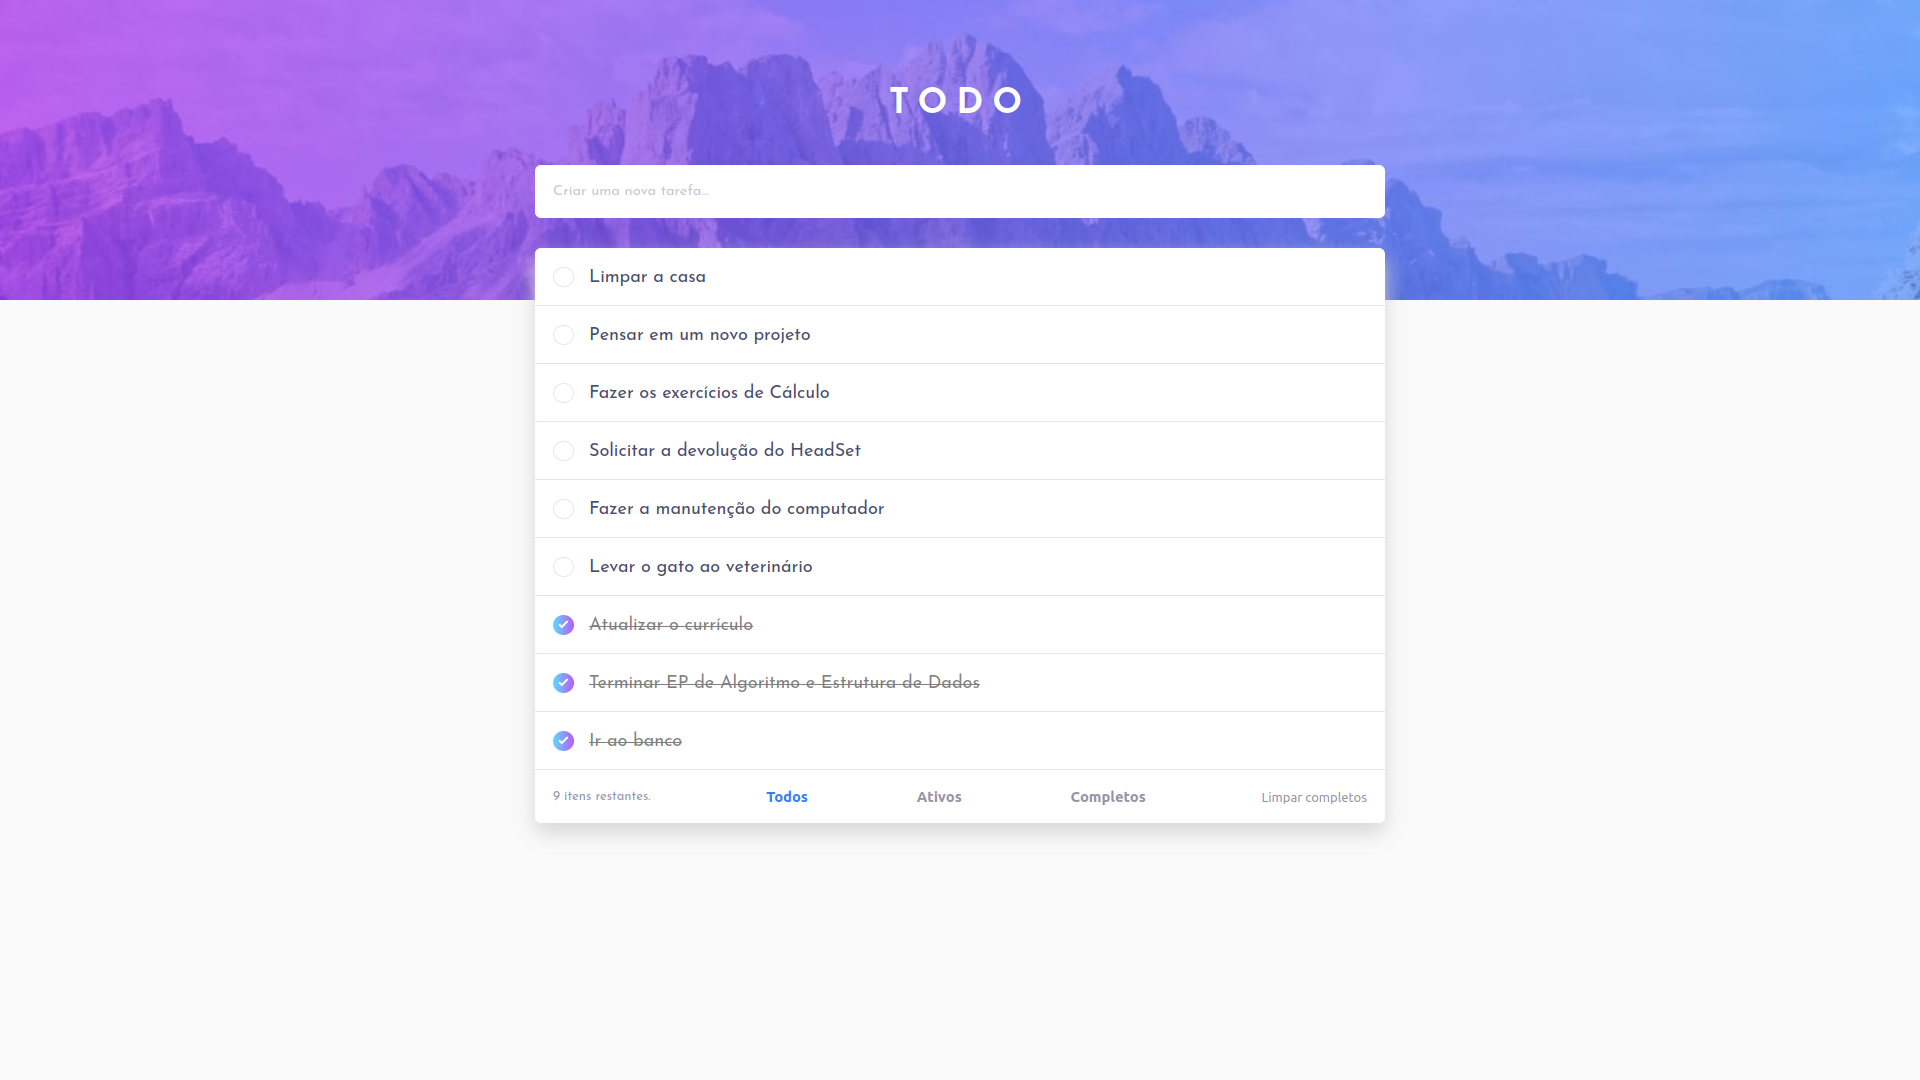 TODO
Criar uma nova tarefa...
Limpar a casa
Pensar em um novo projeto
Fazer os exercícios de Cálculo
Solicitar a devolução do HeadSet
Fazer a manutenção do computador
Levar o gato ao veterinário
Atualizar o currículo
Terminar EP de Algoritmo e Estrutura de Dados
Ir ao banco
9 itens restantes. Todos Ativos Completos Limpar completos